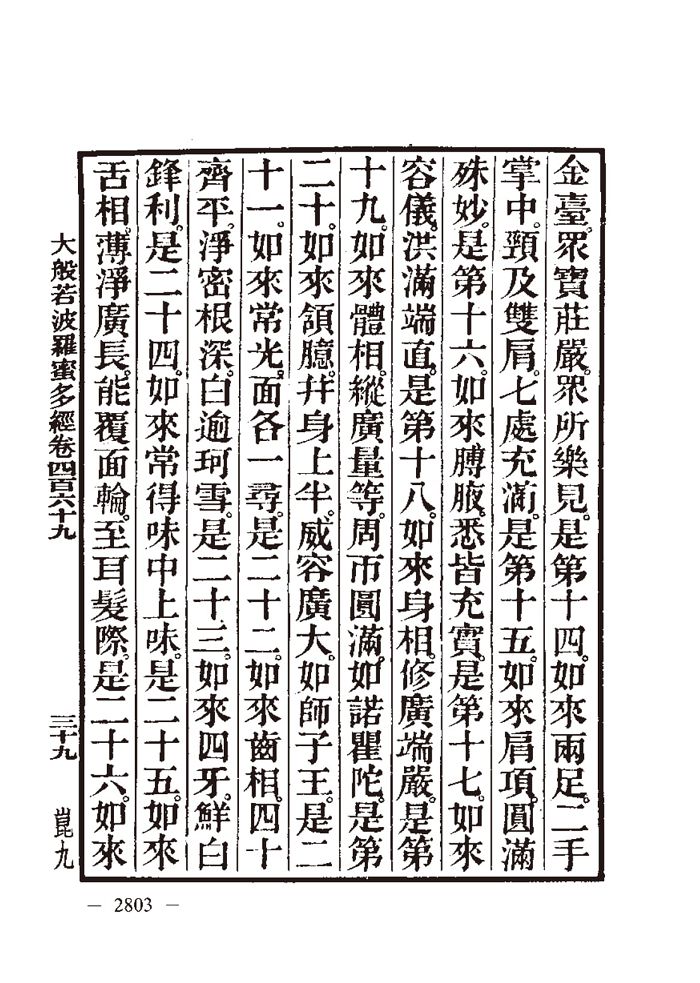 金臺。眾寶莊嚴。眾所樂見。是第十四。如來兩足。二手
掌中。頸及雙肩。七處充滿。是第十五。如來肩項。圓滿
殊妙。是第十六。如來膊腋。悉皆充實。是第十七。如來
容儀。洪滿端直。是第十八。如來身相。修廣端嚴。是第
十九。如來體相。縱廣量等。周帀圓滿。如諾瞿陀。是第
二十。如來頷臆。幷身上半。威容廣大。如師子王。是二
十一。如來常光。面各一尋。是二十二。如來齒相。四十
齊平。淨密根深。白逾珂雪。是二十三。如來四牙。鮮白
鋒利。是二十四。如來常得味中上味。是二十五。如來
舌相。薄淨廣長。能覆面輪。至耳髮際。是二十六。如來
大般若波羅蜜多經卷四百六十九
三十九
崑九
— 2803 —